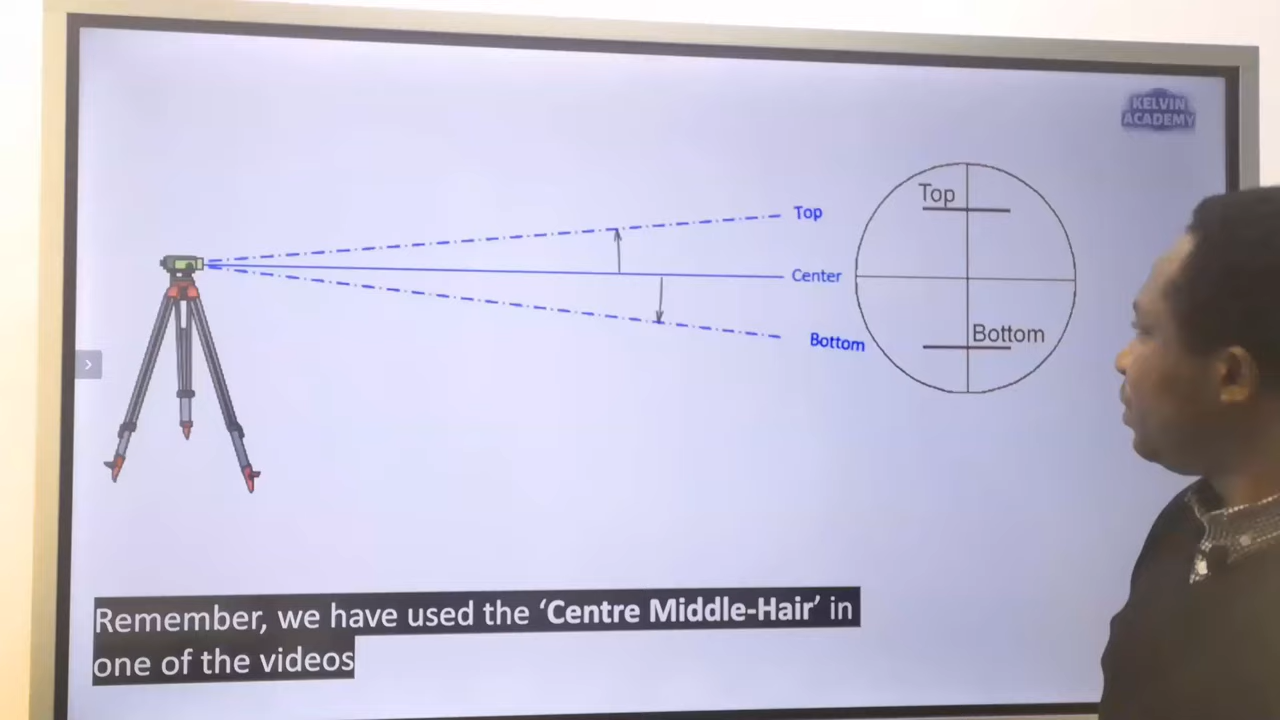 KELVIN
ACADEMY
Top
Top
Center
Bottom
Bottom
Remember, we have used the ‘Centre Middle-Hair’ in
one of the videos